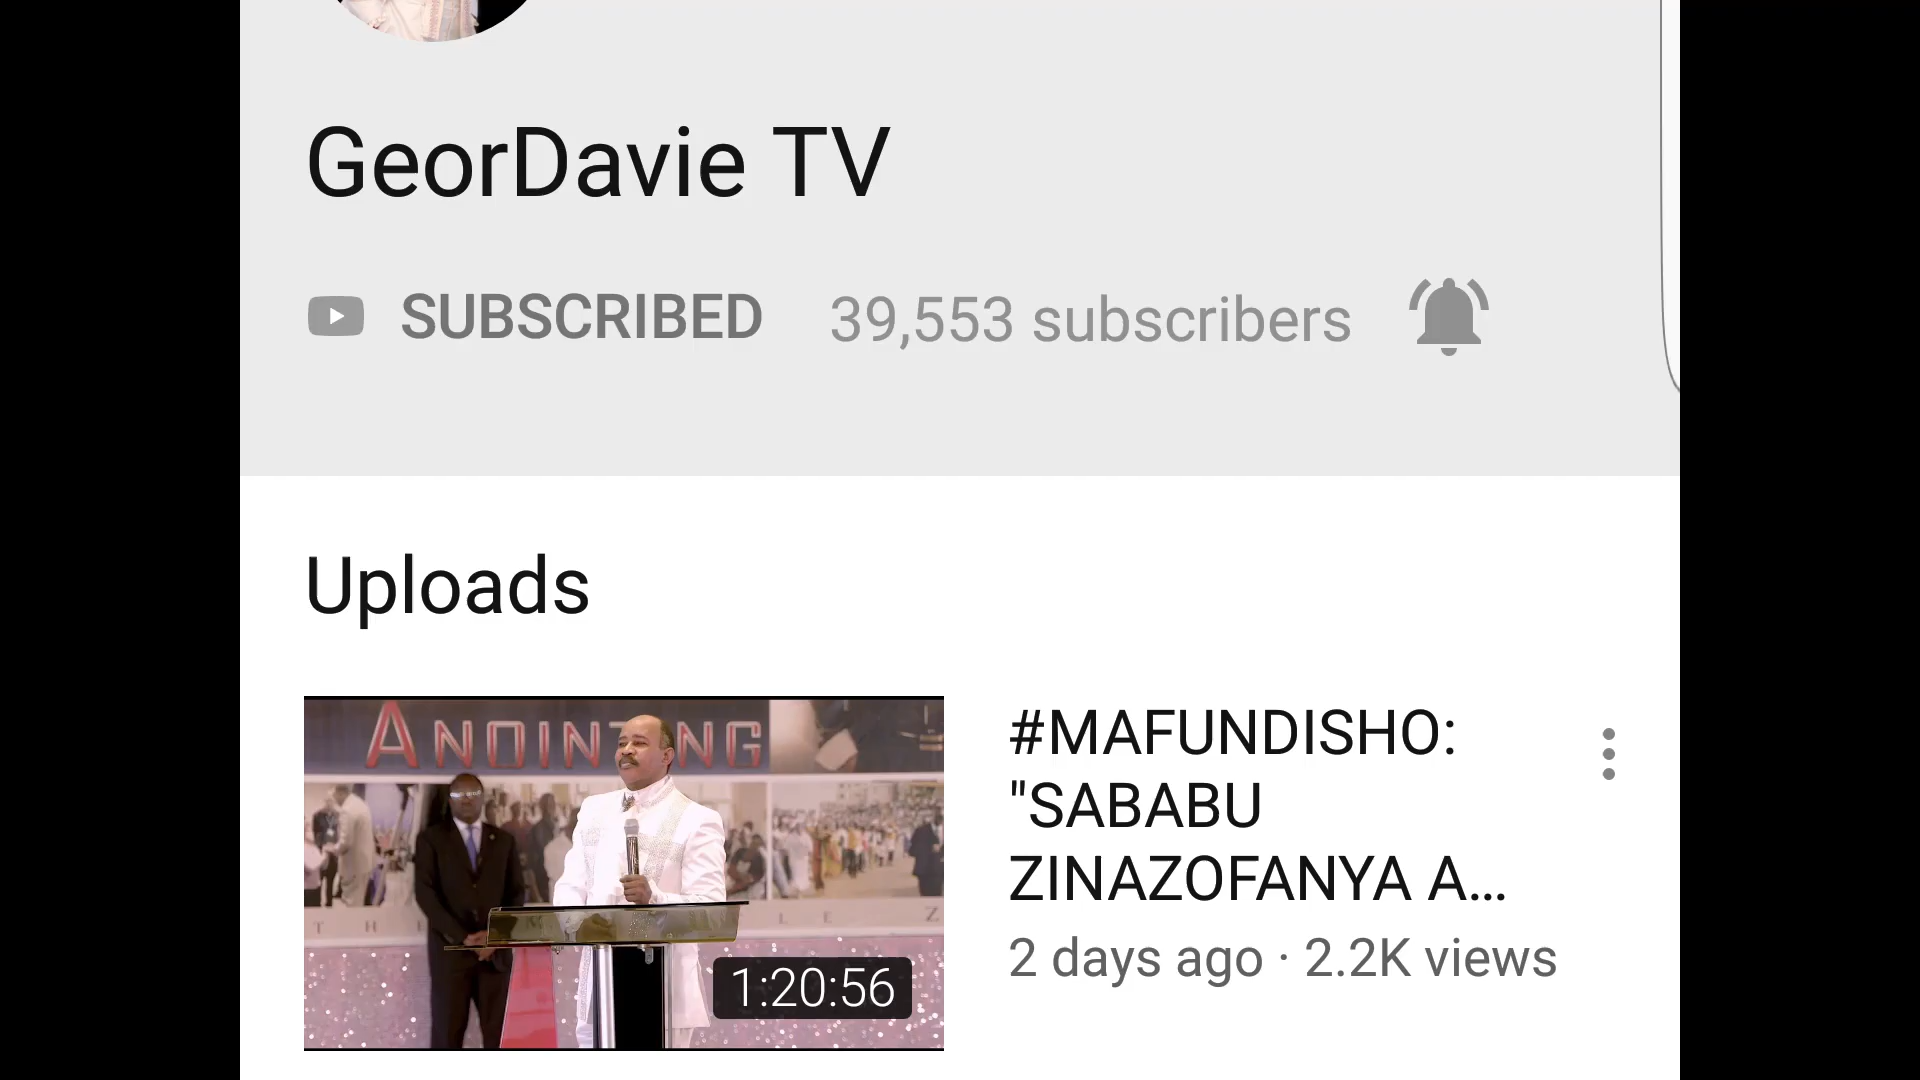 GeorDavie TV
SUBSCRIBED 39,553 subscribers
Uploads
ANOINTING
1:20:56
#MAFUNDISHO:
"SABABU
ZINAZOFANYA A...
2 days ago · 2.2K views